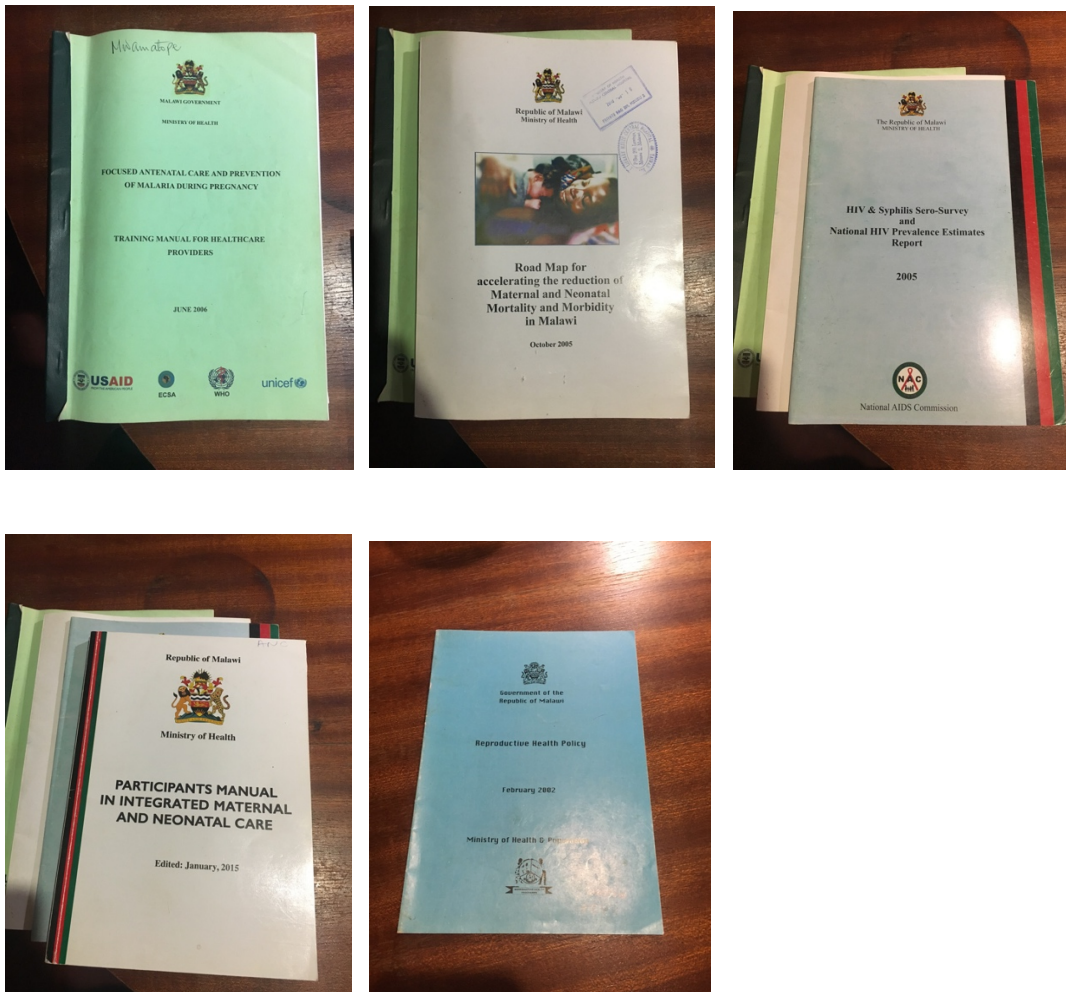 Mwamatope
MALAWI GOVERNMENT
MINISTRY OF HEALTH
FOCUSED ANTENATAL CARE AND PREVENTION
OF MALARIA DURING PREGNANCY
TRAINING MANUAL FOR HEALTHCARE
PROVIDERS
JUNE 2006
USAID
ECSA
WHO
unicef
Republic of Malawi
Ministry of Health
Road Map for
accelerating the reduction of
Maternal and Neonatal
Mortality and Morbidity
in Malawi
October 2005
The Republic of Malawi
MINISTRY OF HEALTH
HIV & Syphilis Sero-Survey
and
National HIV Prevalence Estimates
Report
2005
NAC
National AIDS Commission
Republic of Malawi
Ministry of Health
PARTICIPANTS MANUAL
IN INTEGRATED MATERNAL
AND NEONATAL CARE
Edited: January, 2015
Government of the
Republic of Malawi
Reproductive Health Policy
February 2002
Ministry of Health &